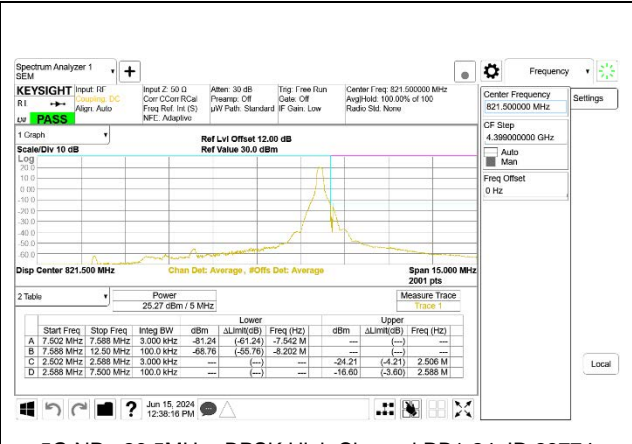 Spectrum Analyzer 1
SEM
Frequency
KEYSIGHT
Input: RF
Coupling: DC
Align: Auto
Input Z: 50 Ω
Corr CCorr RCal
Freq Ref: Int (S)
NFE: Adaptive
Atten: 30 dB
Preamp: Off
µW Path: Standard
Trig: Free Run
Gate: Off
IF Gain: Low
Center Freq: 821.500000 MHz
Avg|Hold: 100.00% of 100
Radio Std: None
R L
LW PASS
Center Frequency
821.500000 MHz
Settings
CF Step
4.399000000 GHz
Auto
Man
Freq Offset
0 Hz
1 Graph
Scale/Div 10 dB
Ref Lvl Offset 12.00 dB
Ref Value 30.0 dBm
Log
20.0
10.0
0.00
-10.0
-20.0
-30.0
-40.0
-50.0
-60.0
Disp Center 821.500 MHz
Chan Det: Average , #Offs Det: Average
Span 15.000 MHz
2001 pts
2 Table
Power
25.27 dBm / 5 MHz
Measure Trace
Trace 1
Lower Upper
Start Freq Stop Freq Integ BW dBm ΔLimit(dB) Freq (Hz) dBm ΔLimit(dB) Freq (Hz)
A 7.502 MHz 7.588 MHz 3.000 kHz -81.24 (-61.24) -7.542 M --- (---) ---
B 7.588 MHz 12.50 MHz 100.0 kHz -68.76 (-55.76) -8.202 M --- (---) ---
C 2.502 MHz 2.588 MHz 3.000 kHz --- (---) --- -24.21 (-4.21) 2.506 M
D 2.588 MHz 7.500 MHz 100.0 kHz --- (---) --- -16.60 (-3.60) 2.588 M
Local
?
Jun 15, 2024
12:38:16 PM